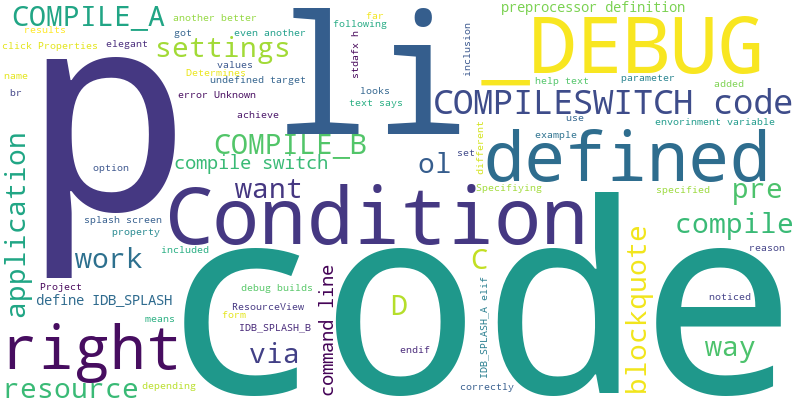 COMPILE_A
another better
following
far
preprocessor definition
results
click Properties
elegant
got
even another
settings
li
stdafx h
inclusion
_DEBUG
name
br
Determines
values
undefined target
error Unknown
looks
text says
help text
parameter
added
achieve
COMPILESWITCH code
use
envorinment variable
p
COMPILE_B
compile switch
option
ol
set
different
example
defined
application
want
Condition
Specifiying
specified
pre
splash screen
property
compile
work
included
C
blockquote
reason
Project
define IDB_SPLASH
debug builds
code
D
noticed
means
form
ResourceView
IDB_SPLASH_B
command line
IDB_SPLASH_A elif
right
via
endif
way
resource
depending
correctly